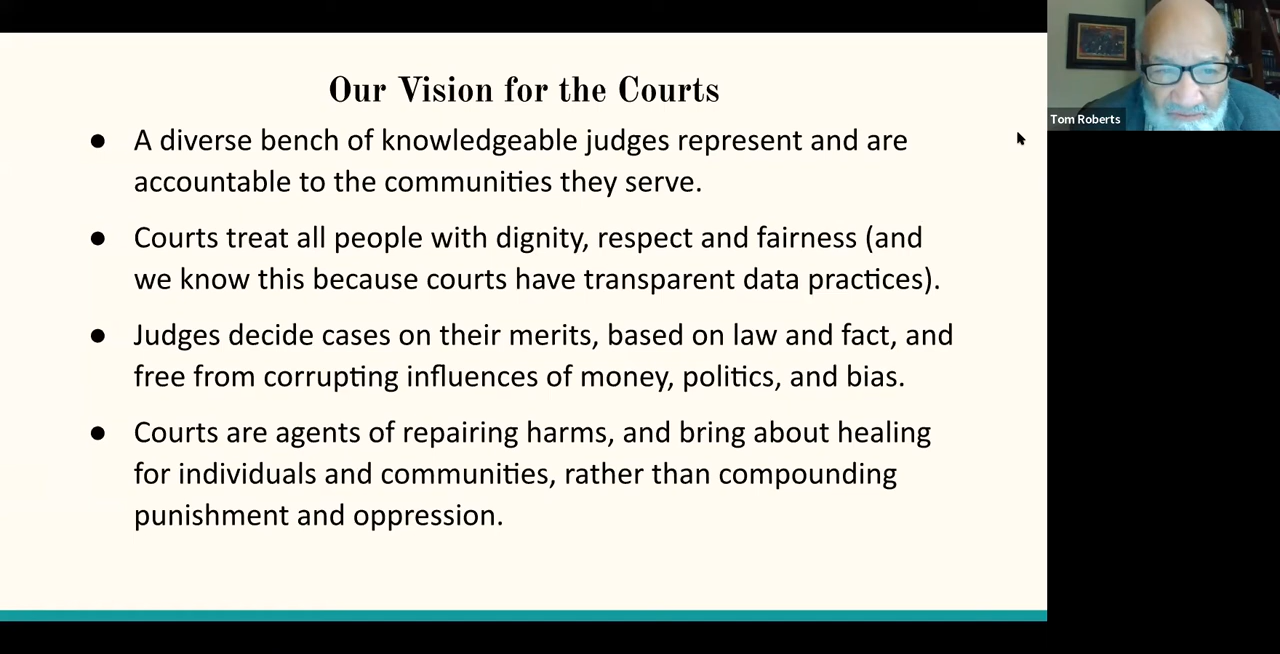 Our Vision for the Courts
● A diverse bench of knowledgeable judges represent and are
accountable to the communities they serve.
● Courts treat all people with dignity, respect and fairness (and
we know this because courts have transparent data practices).
● Judges decide cases on their merits, based on law and fact, and
free from corrupting influences of money, politics, and bias.
● Courts are agents of repairing harms, and bring about healing
for individuals and communities, rather than compounding
punishment and oppression.
Tom Roberts